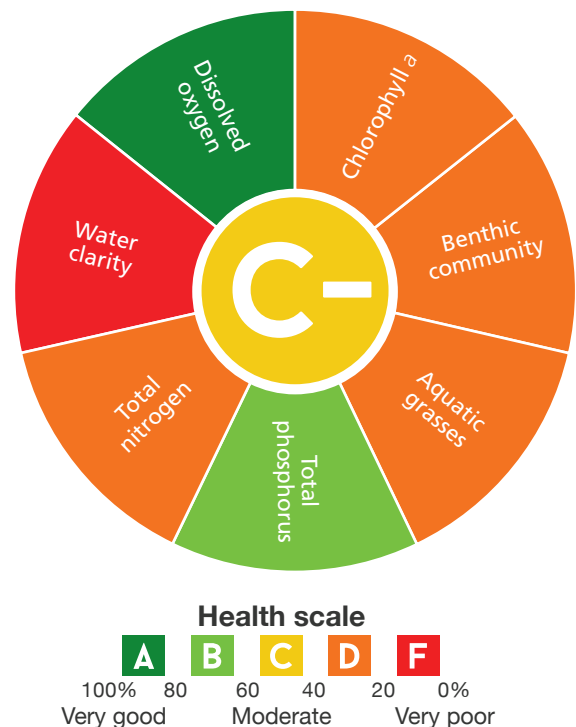 Dissolved
oxygen
Chlorophyll a
Benthic
community
Aquatic
grasses
Total
phosphorus
Total
nitrogen
Water
clarity
C-
Health scale
A B C D F
100% 80 60 40 20 0%
Very good Moderate Very poor